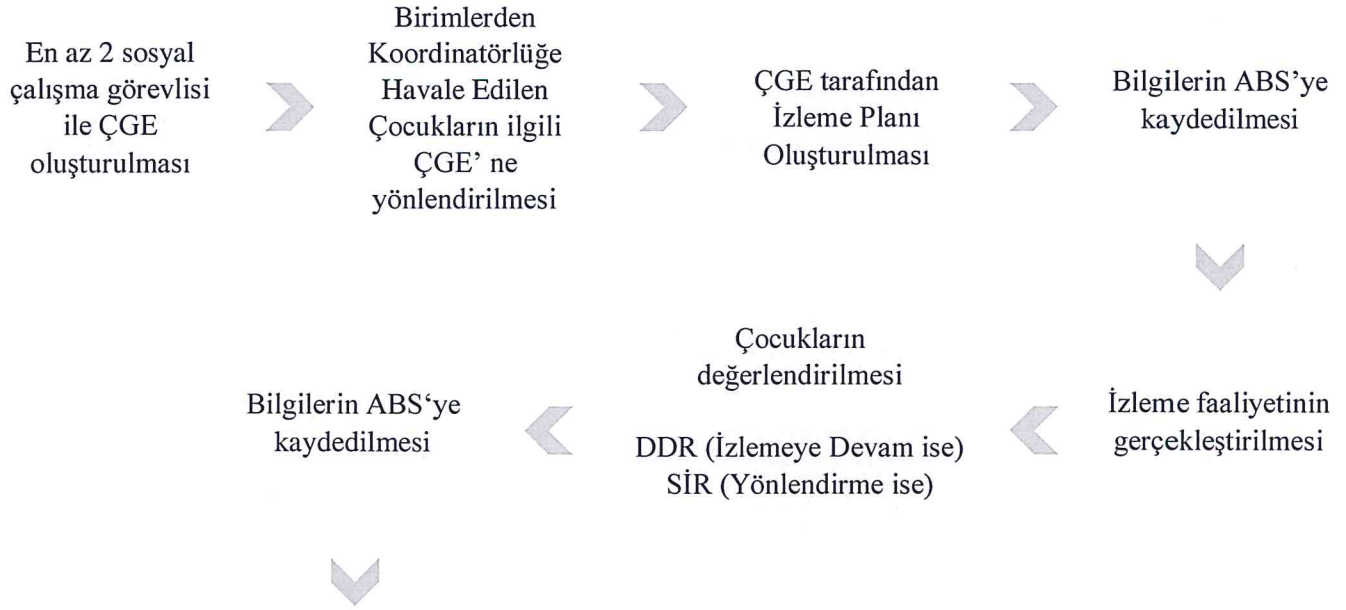 En az 2 sosyal
çalışma görevlisi
ile ÇGE
oluşturulması
Birimlerden
Koordinatörlüğe
Havale Edilen
Çocukların ilgili
ÇGE’ ne
yönlendirilmesi
ÇGE tarafından
İzleme Planı
Oluşturulması
Bilgilerin ABS’ye
kaydedilmesi
İzleme faaliyetinin
gerçekleştirilmesi
Çocukların
değerlendirilmesi
DDR (İzlemeye Devam ise)
SİR (Yönlendirme ise)
Bilgilerin ABS‘ye
kaydedilmesi